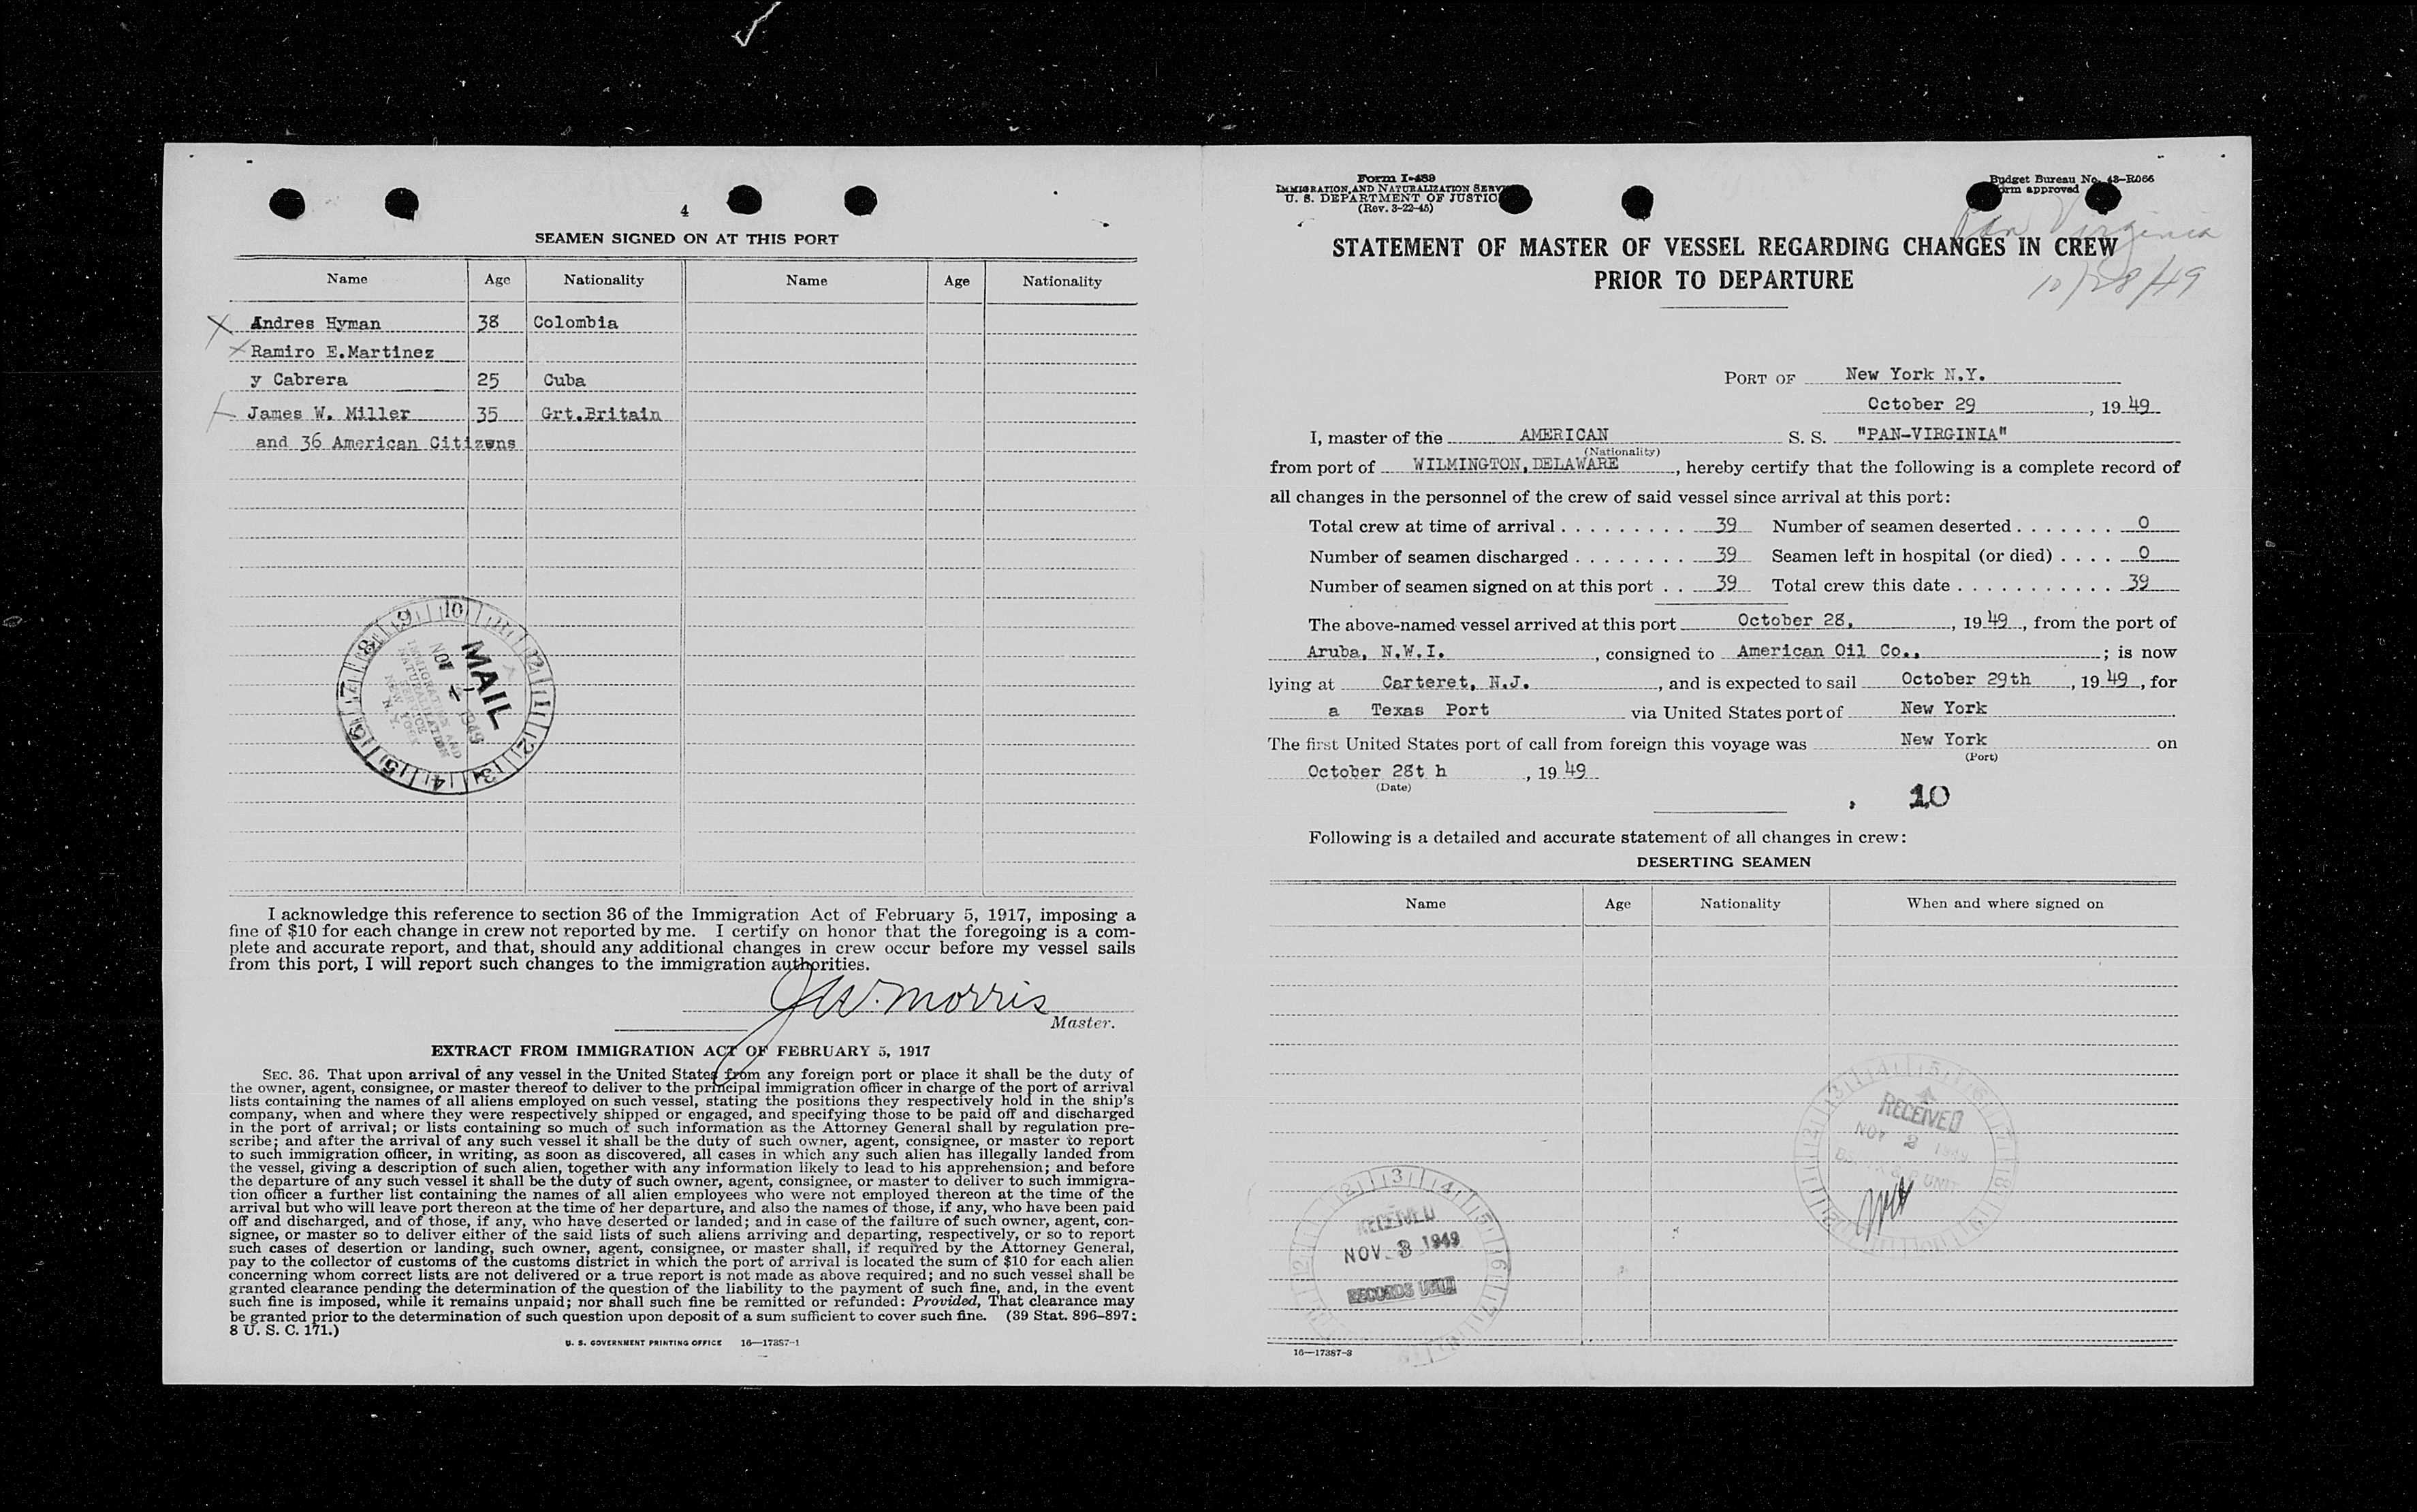 4
SEAMEN SIGNED ON AT THIS PORT
Name Age Nationality Name Age Nationality
Andres Hyman 38 Colombia
Ramiro E.Martinez
y Cabrera 25 Cuba
James W. Miller 35 Grt.Britain
and 36 American Citizens
9 10 11 12 1 2 3 4 5 6 7 8
MAIL
NOV 4 1949
IMMIGRATION AND
NATURALIZATION
SERVICE
NEW YORK
N.Y.
I acknowledge this reference to section 36 of the Immigration Act of February 5, 1917, imposing a
fine of $10 for each change in crew not reported by me. I certify on honor that the foregoing is a com-
plete and accurate report, and that, should any additional changes in crew occur before my vessel sails
from this port, I will report such changes to the immigration authorities.
J W. Morris
Master.
EXTRACT FROM IMMIGRATION ACT OF FEBRUARY 5, 1917
SEC. 36. That upon arrival of any vessel in the United States from any foreign port or place it shall be the duty of
the owner, agent, consignee, or master thereof to deliver to the principal immigration officer in charge of the port of arrival
lists containing the names of all aliens employed on such vessel, stating the positions they respectively hold in the ship's
company, when and where they were respectively shipped or engaged, and specifying those to be paid off and discharged
in the port of arrival; or lists containing so much of such information as the Attorney General shall by regulation pre-
scribe; and after the arrival of any such vessel it shall be the duty of such owner, agent, consignee, or master to report
to such immigration officer, in writing, as soon as discovered, all cases in which any such alien has illegally landed from
the vessel, giving a description of such alien, together with any information likely to lead to his apprehension; and before
the departure of any such vessel it shall be the duty of such owner, agent, consignee, or master to deliver to such immigra-
tion officer a further list containing the names of all alien employees who were not employed thereon at the time of the
arrival but who will leave port thereon at the time of her departure, and also the names of those, if any, who have been paid
off and discharged, and of those, if any, who have deserted or landed; and in case of the failure of such owner, agent, con-
signee, or master so to deliver either of the said lists of such aliens arriving and departing, respectively, or so to report
such cases of desertion or landing, such owner, agent, consignee, or master shall, if required by the Attorney General,
pay to the collector of customs of the customs district in which the port of arrival is located the sum of $10 for each alien
concerning whom correct lists are not delivered or a true report is not made as above required; and no such vessel shall be
granted clearance pending the determination of the question of the liability to the payment of such fine, and, in the event
such fine is imposed, while it remains unpaid; nor shall such fine be remitted or refunded: Provided, That clearance may
be granted prior to the determination of such question upon deposit of a sum sufficient to cover such fine. (39 Stat. 896-897;
8 U. S. C. 171.)
U. S. GOVERNMENT PRINTING OFFICE 16—17387-1
Form I-489
IMMIGRATION AND NATURALIZATION SERV
U. S. DEPARTMENT OF JUSTIC
(Rev. 3-22-45)
Budget Bureau No. 43-R066
orm approved
Pan Virginia
10/28/49
STATEMENT OF MASTER OF VESSEL REGARDING CHANGES IN CREW
PRIOR TO DEPARTURE
PORT OF New York N.Y.
October 29, 1949
I, master of the AMERICAN S. S. "PAN-VIRGINIA"
(Nationality)
from port of WILMINGTON, DELAWARE, hereby certify that the following is a complete record of
all changes in the personnel of the crew of said vessel since arrival at this port:
Total crew at time of arrival . . . . . . . . . 39 Number of seamen deserted . . . . . . . 0
Number of seamen discharged . . . . . . . . 39 Seamen left in hospital (or died) . . . . 0
Number of seamen signed on at this port . . 39 Total crew this date . . . . . . . . . . . 39
The above-named vessel arrived at this port October 28, , 1949, from the port of
Aruba, N.W.I. , consigned to American Oil Co., ; is now
lying at Carteret, N.J. , and is expected to sail October 29th , 1949, for
a Texas Port via United States port of New York
The first United States port of call from foreign this voyage was New York on
(Port)
October 28t h , 1949
(Date)
10
Following is a detailed and accurate statement of all changes in crew:
DESERTING SEAMEN
Name Age Nationality When and where signed on
RECEIVED
NOV 2 1949
UNIT
RECEIVED
NOV 3 1949
RECORDS UNIT
16—17387-3